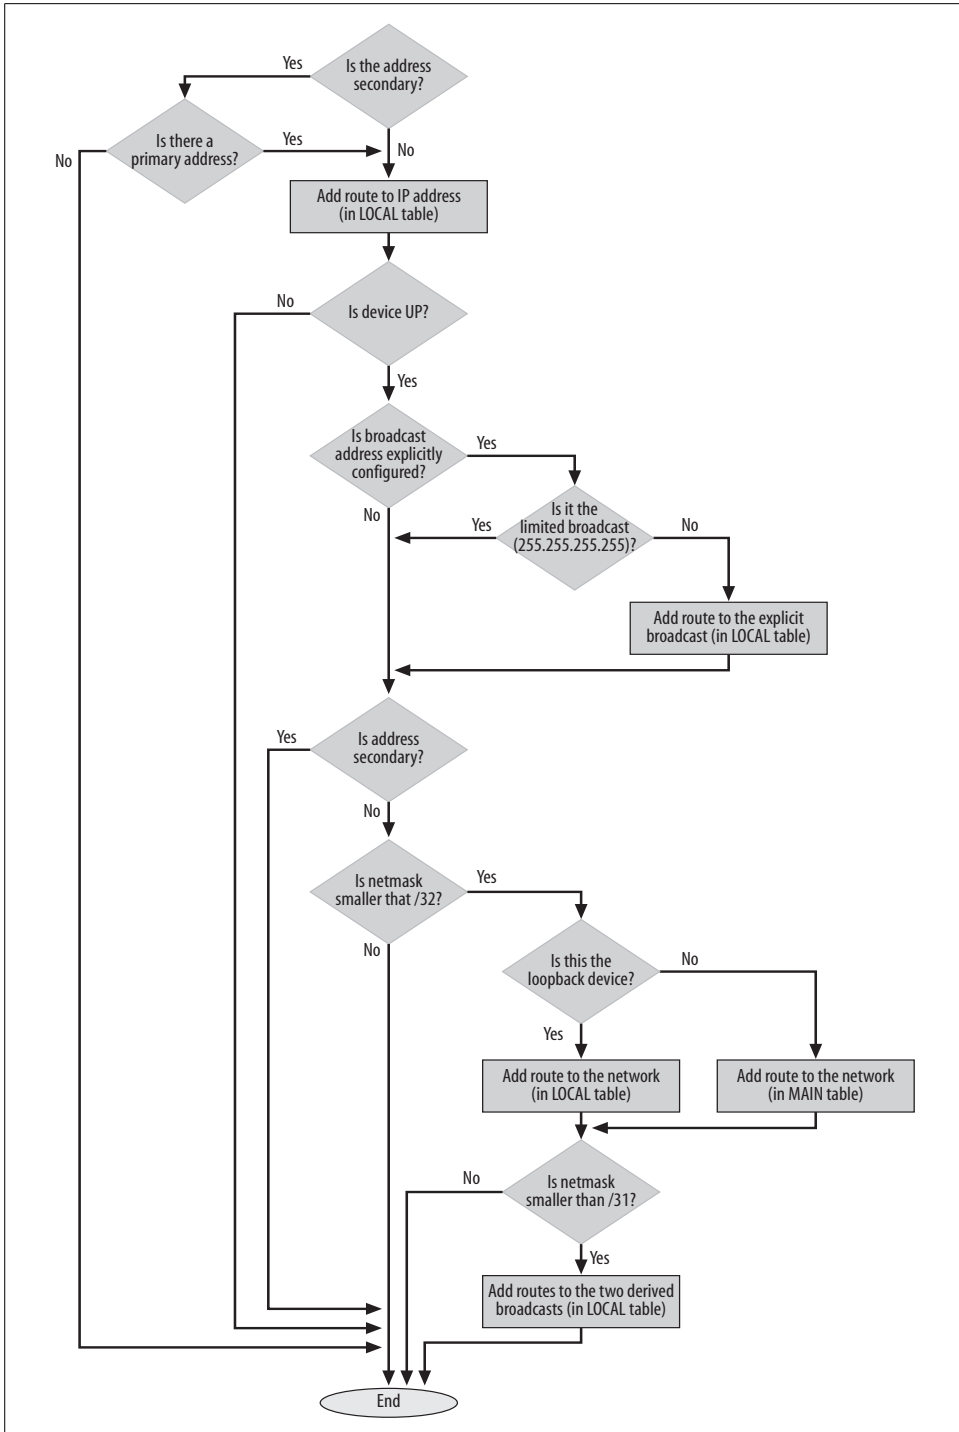 Yes
Is the address
secondary?
No
Is there a
primary address?
Yes
No
Add route to IP address
(in LOCAL table)
No
Is device UP?
Yes
Is broadcast
address explicitly
configured?
Yes
No
Yes
Is it the
limited broadcast
(255.255.255.255)?
No
Add route to the explicit
broadcast (in LOCAL table)
Yes
Is address
secondary?
No
Is netmask
smaller that /32?
Yes
No
Is this the
loopback device?
No
Yes
Add route to the network
(in LOCAL table)
Add route to the network
(in MAIN table)
No
Is netmask
smaller than /31?
Yes
Add routes to the two derived
broadcasts (in LOCAL table)
End